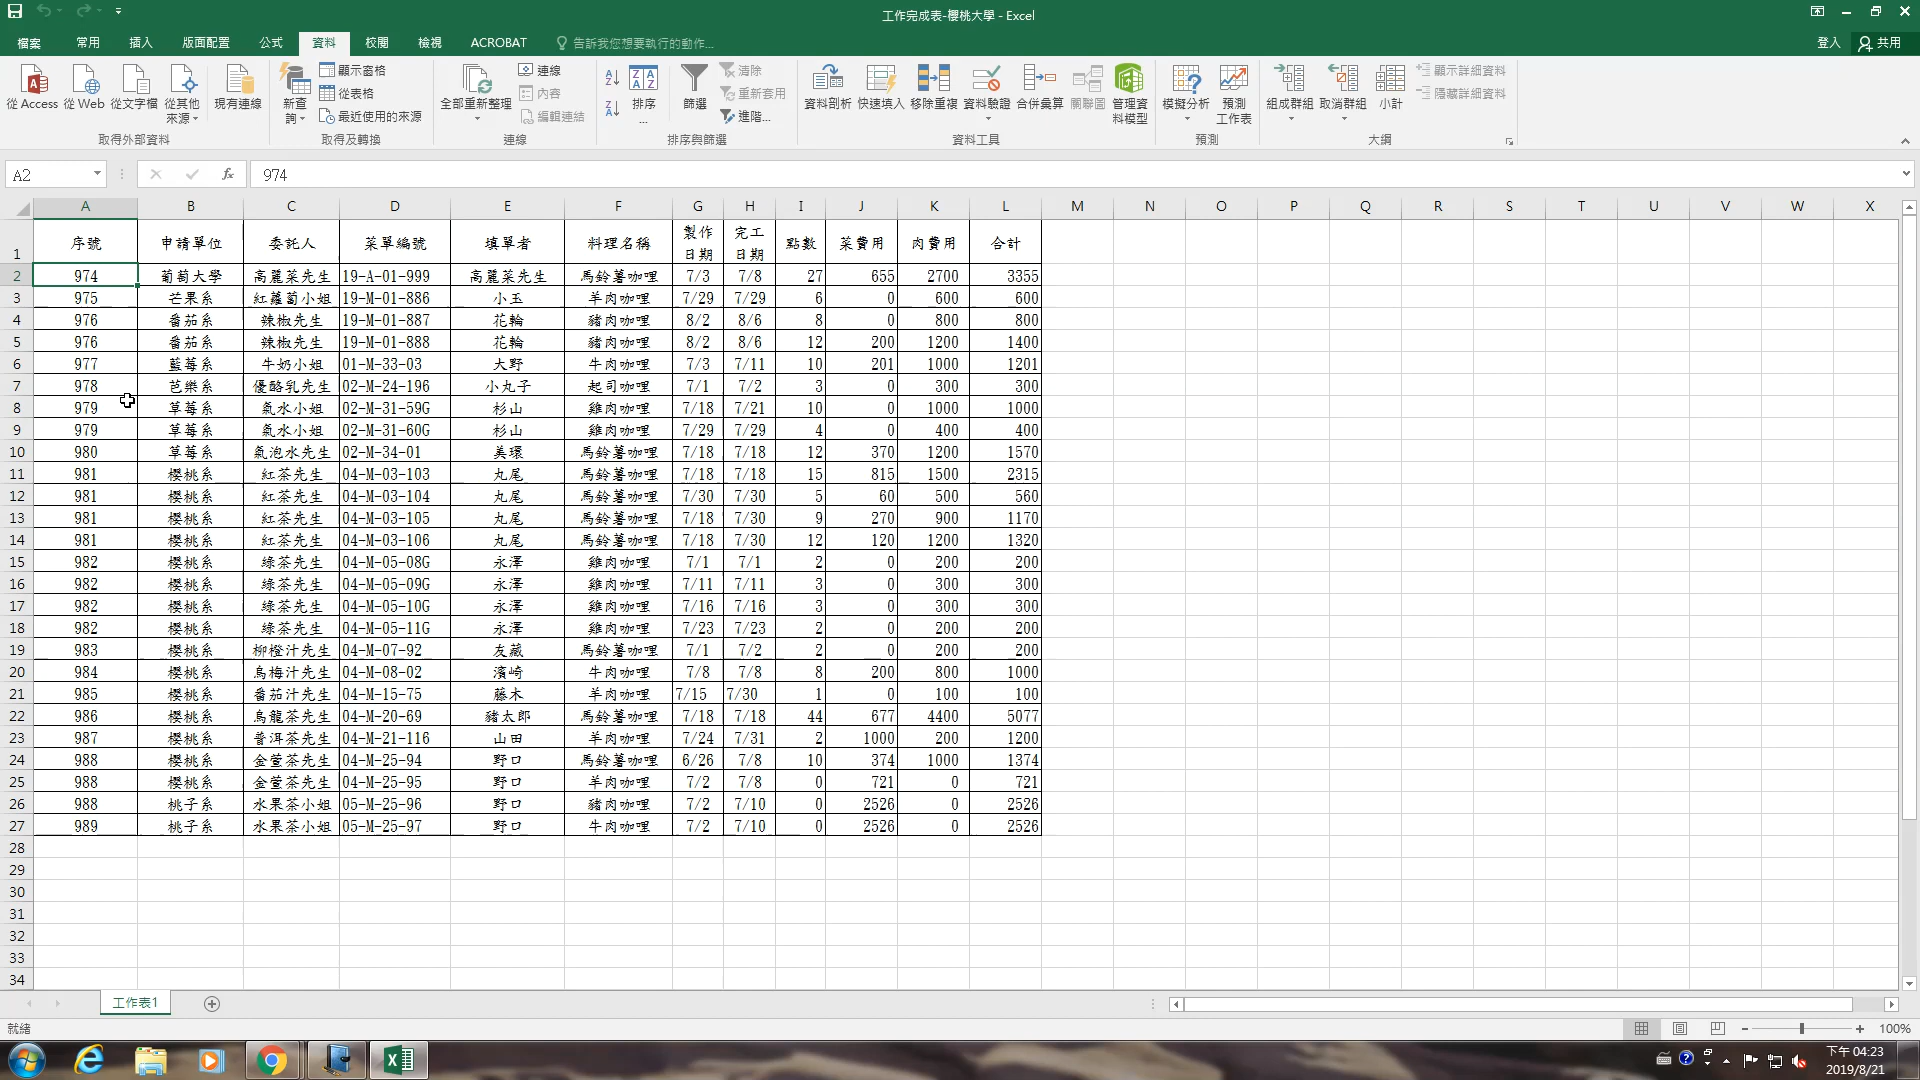 工作完成表-櫻桃大學 - Excel
檔案 常用 插入 版面配置 公式 資料 校閱 檢視 ACROBAT 告訴我您想要執行的動作... 登入 共用
從 Access 從 Web 從文字檔 從其他來源 現有連線
取得外部資料
新查詢 顯示窗格 從表格 最近使用的來源
取得及轉換
全部重新整理 連線 內容 編輯連結
連線
排序... 篩選 清除 重新套用 進階...
排序與篩選
資料剖析 快速填入 移除重複 資料驗證 合併彙算 關聯圖 管理資料模型
資料工具
模擬分析 預測工作表
預測
組成群組 取消群組 小計 顯示詳細資料 隱藏詳細資料
大綱
A2 fx 974
A B C D E F G H I J K L M N O P Q R S T U V W X
1 序號 申請單位 委託人 菜單編號 填單者 料理名稱 製作日期 完工日期 點數 菜費用 肉費用 合計
2 974 葡萄大學 高麗菜先生 19-A-01-999 高麗菜先生 馬鈴薯咖哩 7/3 7/8 27 655 2700 3355
3 975 芒果系 紅蘿蔔小姐 19-M-01-886 小玉 羊肉咖哩 7/29 7/29 6 0 600 600
4 976 番茄系 辣椒先生 19-M-01-887 花輪 豬肉咖哩 8/2 8/6 8 0 800 800
5 976 番茄系 辣椒先生 19-M-01-888 花輪 豬肉咖哩 8/2 8/6 12 200 1200 1400
6 977 藍莓系 牛奶小姐 01-M-33-03 大野 牛肉咖哩 7/3 7/11 10 201 1000 1201
7 978 芭樂系 優酪乳先生 02-M-24-196 小丸子 起司咖哩 7/1 7/2 3 0 300 300
8 979 草莓系 氣水小姐 02-M-31-59G 杉山 雞肉咖哩 7/18 7/21 10 0 1000 1000
9 979 草莓系 氣水小姐 02-M-31-60G 杉山 雞肉咖哩 7/29 7/29 4 0 400 400
10 980 草莓系 氣泡水先生 02-M-34-01 美環 馬鈴薯咖哩 7/18 7/18 12 370 1200 1570
11 981 櫻桃系 紅茶先生 04-M-03-103 丸尾 馬鈴薯咖哩 7/18 7/18 15 815 1500 2315
12 981 櫻桃系 紅茶先生 04-M-03-104 丸尾 馬鈴薯咖哩 7/30 7/30 5 60 500 560
13 981 櫻桃系 紅茶先生 04-M-03-105 丸尾 馬鈴薯咖哩 7/18 7/30 9 270 900 1170
14 981 櫻桃系 紅茶先生 04-M-03-106 丸尾 馬鈴薯咖哩 7/18 7/30 12 120 1200 1320
15 982 櫻桃系 綠茶先生 04-M-05-08G 永澤 雞肉咖哩 7/1 7/1 2 0 200 200
16 982 櫻桃系 綠茶先生 04-M-05-09G 永澤 雞肉咖哩 7/11 7/11 3 0 300 300
17 982 櫻桃系 綠茶先生 04-M-05-10G 永澤 雞肉咖哩 7/16 7/16 3 0 300 300
18 982 櫻桃系 綠茶先生 04-M-05-11G 永澤 雞肉咖哩 7/23 7/23 2 0 200 200
19 983 櫻桃系 柳橙汁先生 04-M-07-92 友藏 馬鈴薯咖哩 7/1 7/2 2 0 200 200
20 984 櫻桃系 烏梅汁先生 04-M-08-02 濱崎 牛肉咖哩 7/8 7/8 8 200 800 1000
21 985 櫻桃系 番茄汁先生 04-M-15-75 藤木 羊肉咖哩 7/15 7/30 1 0 100 100
22 986 櫻桃系 烏龍茶先生 04-M-20-69 豬太郎 馬鈴薯咖哩 7/18 7/18 44 677 4400 5077
23 987 櫻桃系 普洱茶先生 04-M-21-116 山田 羊肉咖哩 7/24 7/31 2 1000 200 1200
24 988 櫻桃系 金萱茶先生 04-M-25-94 野口 馬鈴薯咖哩 6/26 7/8 10 374 1000 1374
25 988 櫻桃系 金萱茶先生 04-M-25-95 野口 羊肉咖哩 7/2 7/8 0 721 0 721
26 988 桃子系 水果茶小姐 05-M-25-96 野口 豬肉咖哩 7/2 7/10 0 2526 0 2526
27 989 桃子系 水果茶小姐 05-M-25-97 野口 牛肉咖哩 7/2 7/10 0 2526 0 2526
28
29
30
31
32
33
34
工作表1
就緒 100%
下午 04:23
2019/8/21